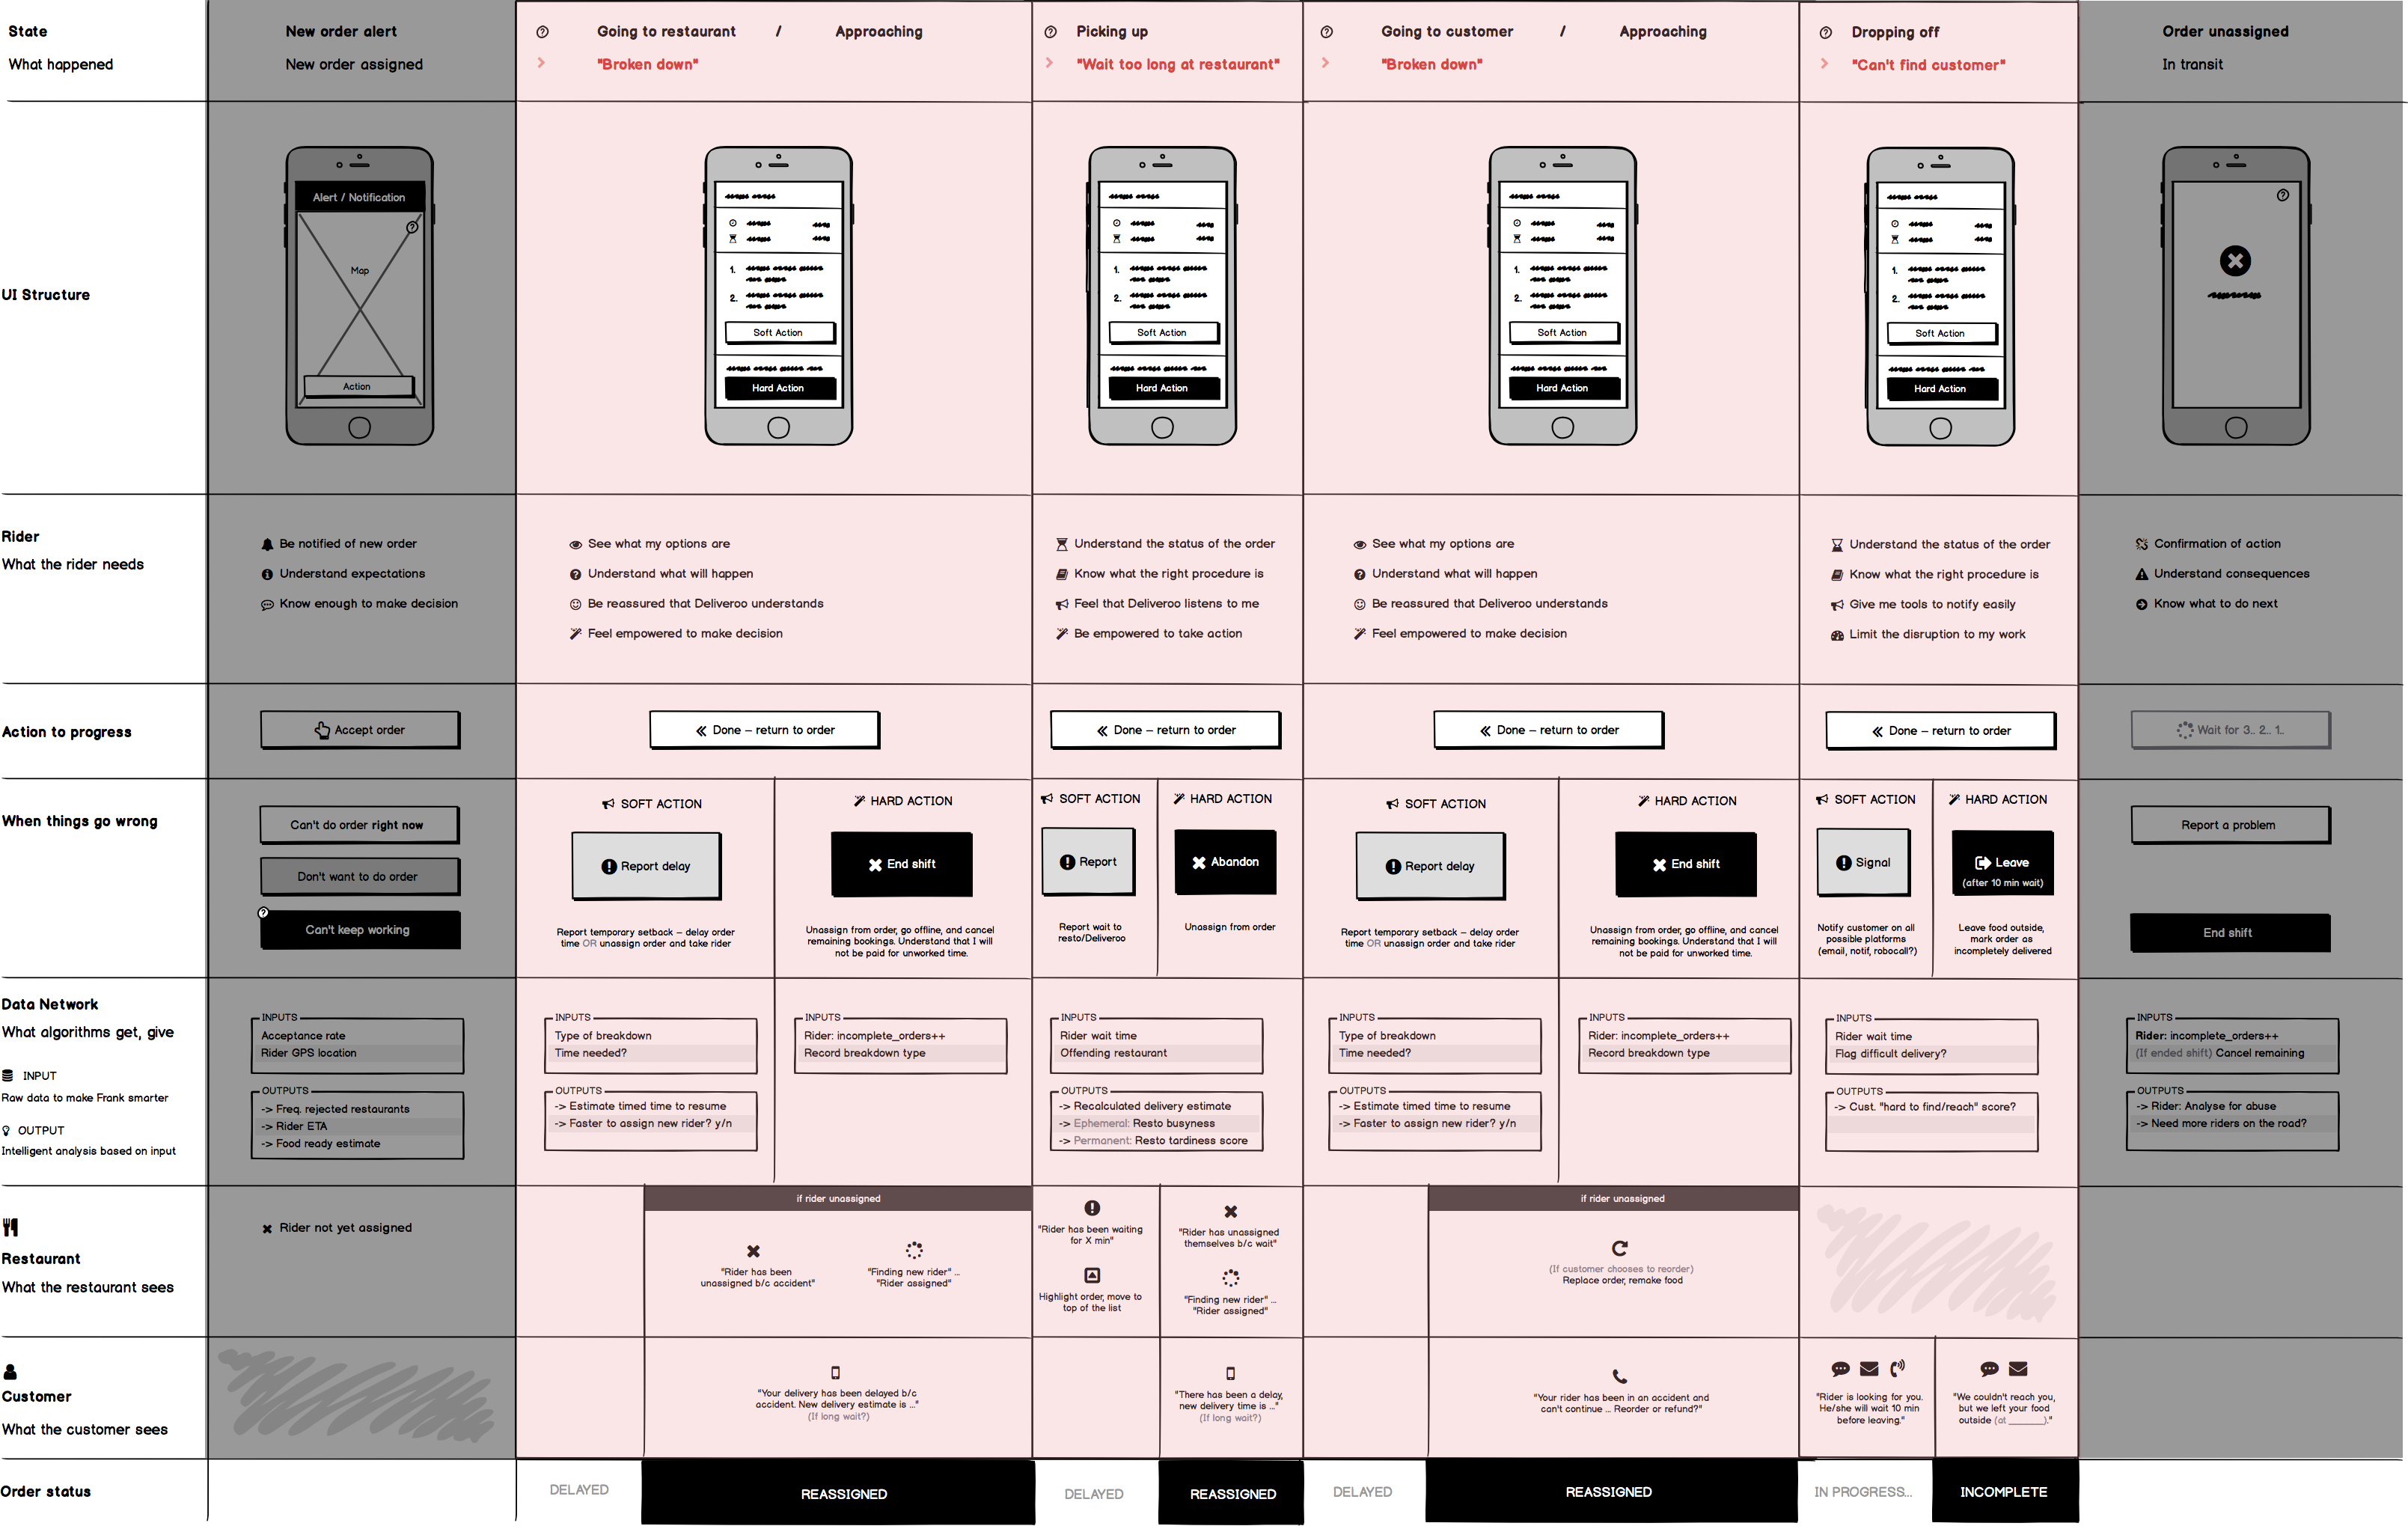 State
What happened
New order alert
New order assigned
Going to restaurant / Approaching
"Broken down"
Picking up
"Wait too long at restaurant"
Going to customer / Approaching
"Broken down"
Dropping off
"Can't find customer"
Order unassigned
In transit
UI Structure
Alert / Notification
Map
Action
1.
2.
Soft Action
Hard Action
1.
2.
Soft Action
Hard Action
1.
2.
Soft Action
Hard Action
1.
2.
Soft Action
Hard Action
Rider
What the rider needs
Be notified of new order
Understand expectations
Know enough to make decision
See what my options are
Understand what will happen
Be reassured that Deliveroo understands
Feel empowered to make decision
Understand the status of the order
Know what the right procedure is
Feel that Deliveroo listens to me
Be empowered to take action
See what my options are
Understand what will happen
Be reassured that Deliveroo understands
Feel empowered to make decision
Understand the status of the order
Know what the right procedure is
Give me tools to notify easily
Limit the disruption to my work
Confirmation of action
Understand consequences
Know what to do next
Action to progress
Accept order
« Done – return to order
« Done – return to order
« Done – return to order
« Done – return to order
Wait for 3.. 2.. 1..
When things go wrong
Can't do order right now
Don't want to do order
Can't keep working
SOFT ACTION
Report delay
Report temporary setback – delay order
time OR unassign order and take rider
HARD ACTION
End shift
Unassign from order, go offline, and cancel
remaining bookings. Understand that I will
not be paid for unworked time.
SOFT ACTION
Report
Report wait to
resto/Deliveroo
HARD ACTION
Abandon
Unassign from order
SOFT ACTION
Report delay
Report temporary setback – delay order
time OR unassign order and take rider
HARD ACTION
End shift
Unassign from order, go offline, and cancel
remaining bookings. Understand that I will
not be paid for unworked time.
SOFT ACTION
Signal
Notify customer on all
possible platforms
(email, notif, robocall?)
HARD ACTION
Leave
(after 10 min wait)
Leave food outside,
mark order as
incompletely delivered
Report a problem
End shift
Data Network
What algorithms get, give
INPUT
Raw data to make Frank smarter
OUTPUT
Intelligent analysis based on input
INPUTS
Acceptance rate
Rider GPS location
OUTPUTS
-> Freq. rejected restaurants
-> Rider ETA
-> Food ready estimate
INPUTS
Type of breakdown
Time needed?
OUTPUTS
-> Estimate timed time to resume
-> Faster to assign new rider? y/n
INPUTS
Rider: incomplete_orders++
Record breakdown type
INPUTS
Rider wait time
Offending restaurant
OUTPUTS
-> Recalculated delivery estimate
-> Ephemeral: Resto busyness
-> Permanent: Resto tardiness score
INPUTS
Type of breakdown
Time needed?
OUTPUTS
-> Estimate timed time to resume
-> Faster to assign new rider? y/n
INPUTS
Rider: incomplete_orders++
Record breakdown type
INPUTS
Rider wait time
Flag difficult delivery?
OUTPUTS
-> Cust. "hard to find/reach" score?
INPUTS
Rider: incomplete_orders++
(If ended shift) Cancel remaining
OUTPUTS
-> Rider: Analyse for abuse
-> Need more riders on the road?
Restaurant
What the restaurant sees
Rider not yet assigned
if rider unassigned
"Rider has been
unassigned b/c accident"
"Finding new rider" ...
"Rider assigned"
"Rider has been waiting
for X min"
Highlight order, move to
top of the list
"Rider has unassigned
themselves b/c wait"
"Finding new rider" ...
"Rider assigned"
if rider unassigned
(If customer chooses to reorder)
Replace order, remake food
Customer
What the customer sees
"Your delivery has been delayed b/c
accident. New delivery estimate is ..."
(If long wait?)
"There has been a delay,
new delivery time is ..."
(If long wait?)
"Your rider has been in an accident and
can't continue ... Reorder or refund?"
"Rider is looking for you.
He/she will wait 10 min
before leaving."
"We couldn't reach you,
but we left your food
outside (at ______)."
Order status
DELAYED
REASSIGNED
DELAYED
REASSIGNED
DELAYED
REASSIGNED
IN PROGRESS...
INCOMPLETE